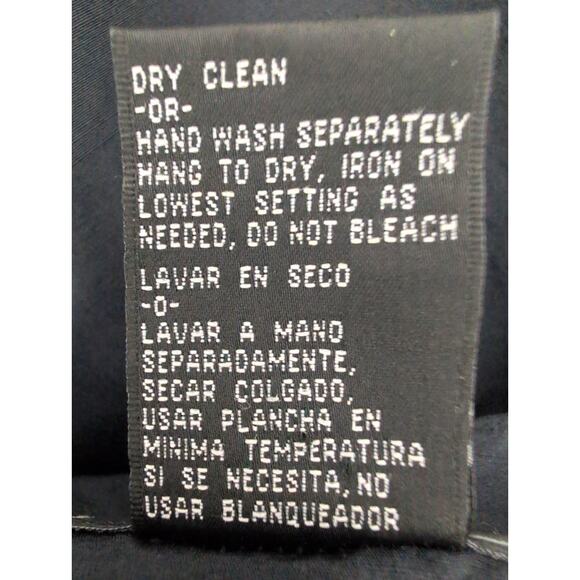 DRY CLEAN
-OR-
HAND WASH SEPARATELY
HANG TO DRY, IRON ON
LOWEST SETTING AS
NEEDED, DO NOT BLEACH
LAVAR EN SECO
-O-
LAVAR A MANO
SEPARADAMENTE,
SECAR COLGADO,
USAR PLANCHA EN
MINIMA TEMPERATURA
SI SE NECESITA, NO
USAR BLANQUEADOR